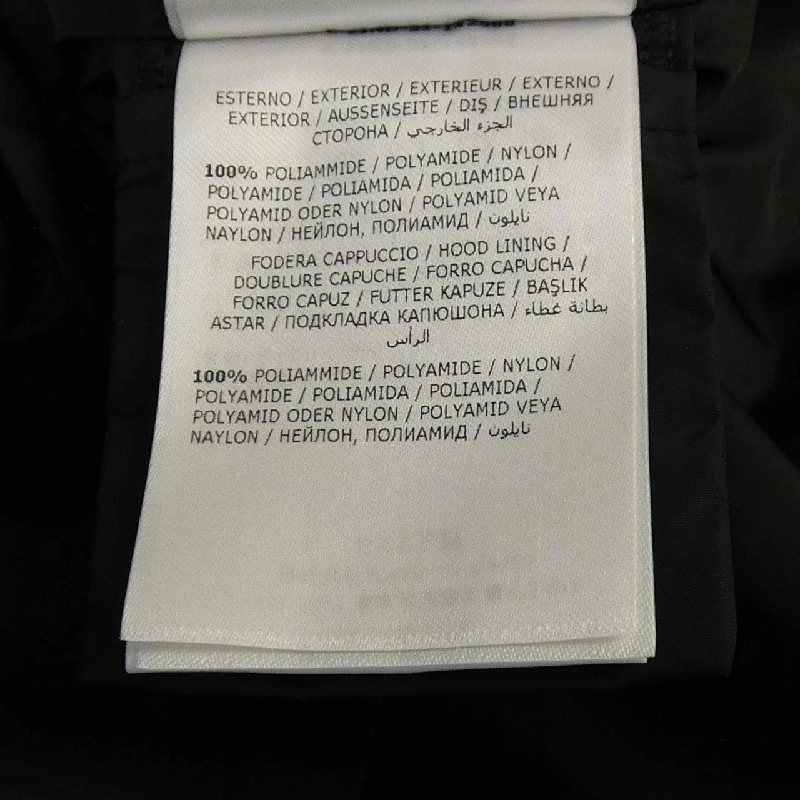 ESTERNO / EXTERIOR / EXTERIEUR / EXTERNO /
EXTERIOR / AUSSENSEITE / DIŞ / ВНЕШНЯЯ
СТОРОНА / الجزء الخارجي
100% POLIAMMIDE / POLYAMIDE / NYLON /
POLYAMIDE / POLIAMIDA / POLIAMIDA /
POLYAMID ODER NYLON / POLYAMID VEYA
NAYLON / НЕЙЛОН, ПОЛИАМИД / نايلون
FODERA CAPPUCCIO / HOOD LINING /
DOUBLURE CAPUCHE / FORRO CAPUCHA /
FORRO CAPUZ / FUTTER KAPUZE / BAŞLIK
ASTAR / ПОДКЛАДКА КАПЮШОНА / بطانة غطاء
الرأس
100% POLIAMMIDE / POLYAMIDE / NYLON /
POLYAMIDE / POLIAMIDA / POLIAMIDA /
POLYAMID ODER NYLON / POLYAMID VEYA
NAYLON / НЕЙЛОН, ПОЛИАМИД / نايلون